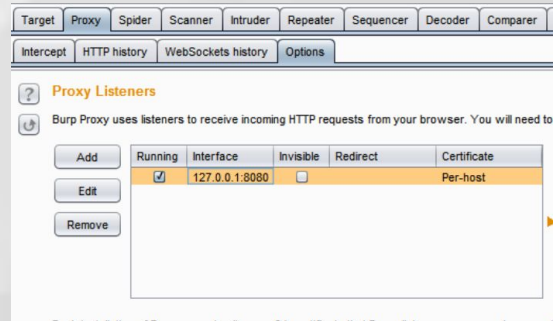 Target Proxy Spider Scanner Intruder Repeater Sequencer Decoder Comparer
Intercept HTTP history WebSockets history Options
? Proxy Listeners
Burp Proxy uses listeners to receive incoming HTTP requests from your browser. You will need to
Add
Edit
Remove
Running Interface Invisible Redirect Certificate
127.0.0.1:8080 Per-host